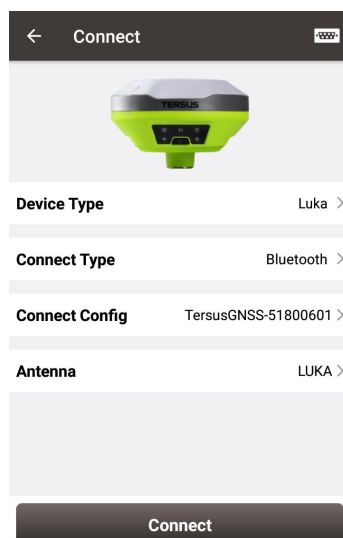 Connect
TERSUS
Device Type Luka
Connect Type Bluetooth
Connect Config TersusGNSS-51800601
Antenna LUKA
Connect